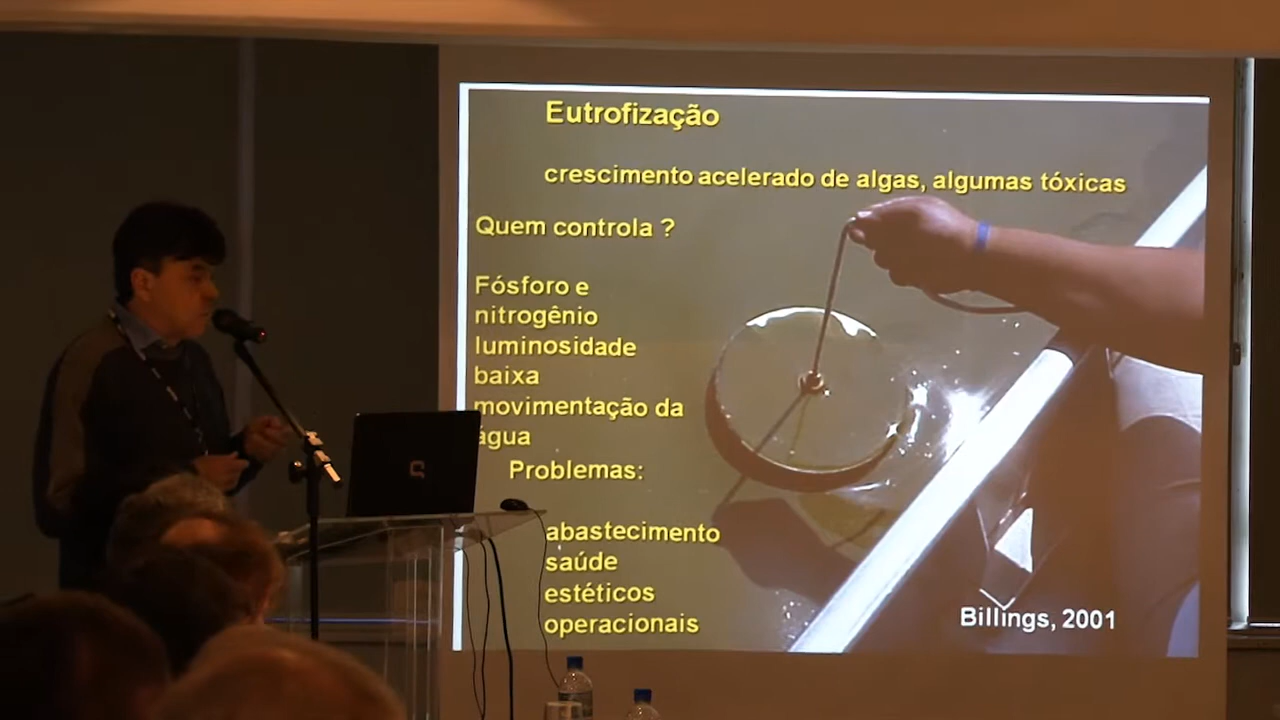 Eutrofização
crescimento acelerado de algas, algumas tóxicas
Quem controla ?
Fósforo e
nitrogênio
luminosidade
baixa
movimentação da
água
Problemas:
abastecimento
saúde
estéticos
operacionais
Billings, 2001